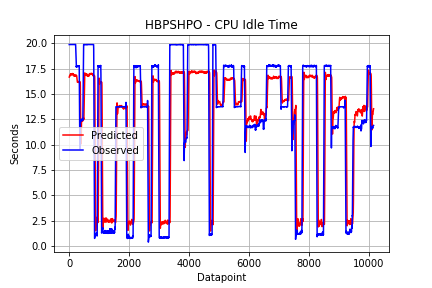 HBPSHPO - CPU Idle Time
20.0
17.5
15.0
12.5
10.0
7.5
5.0
2.5
0.0
Seconds
Predicted
Observed
0 2000 4000 6000 8000 10000
Datapoint